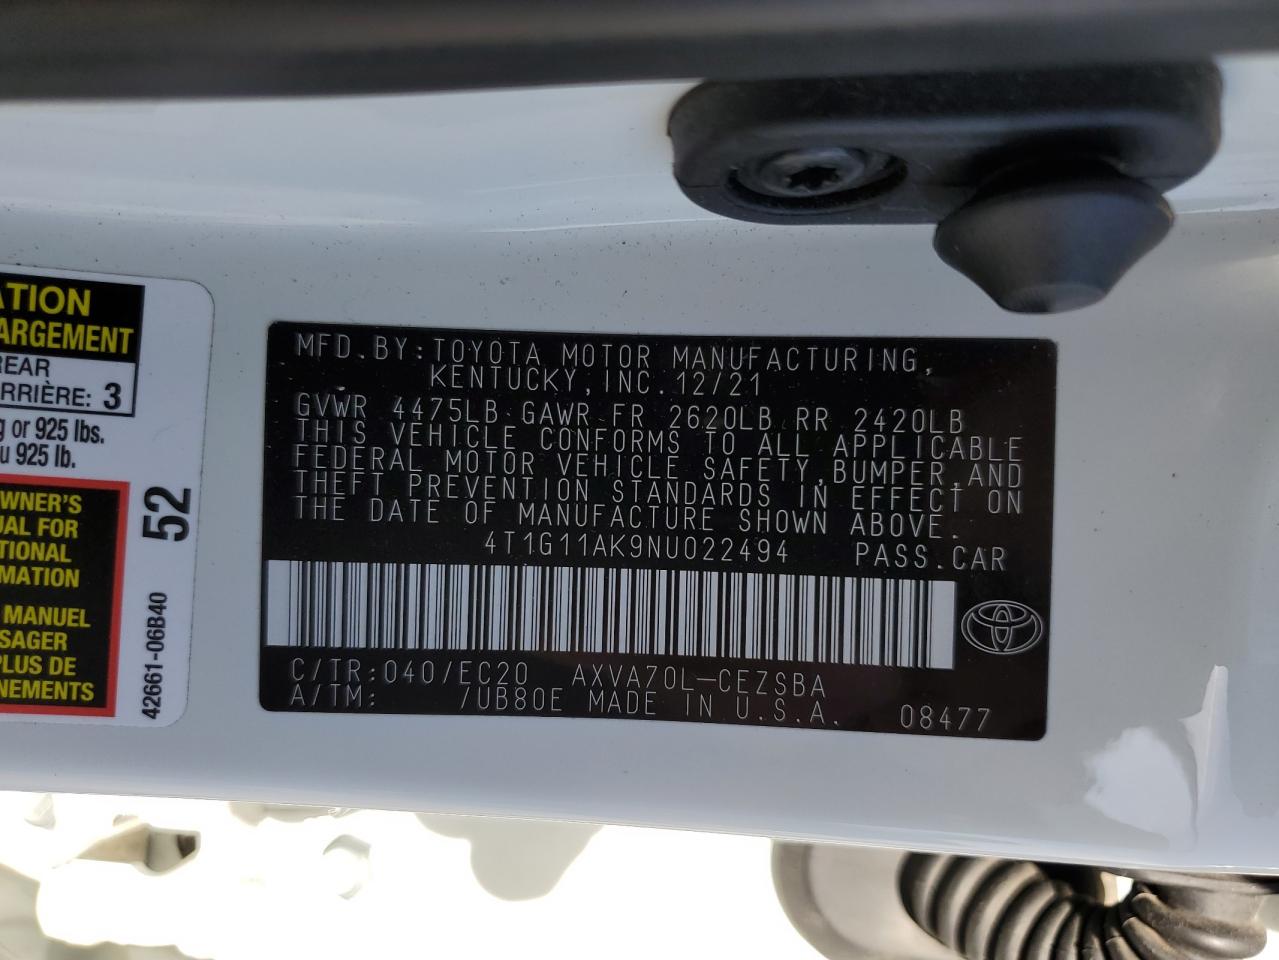 ATION
ARGEMENT
REAR
ARRIÈRE: 3
g or 925 lbs.
u 925 lb.
WNER'S
UAL FOR
TIONAL
MATION
MANUEL
SAGER
PLUS DE
NEMENTS
52
42661-06B40
MFD.BY:TOYOTA MOTOR MANUFACTURING,
KENTUCKY,INC.12/21
GVWR 4475LB GAWR FR 2620LB RR 2420LB
THIS VEHICLE CONFORMS TO ALL APPLICABLE
FEDERAL MOTOR VEHICLE SAFETY,BUMPER,AND
THEFT PREVENTION STANDARDS IN EFFECT ON
THE DATE OF MANUFACTURE SHOWN ABOVE.
4T1G11AK9NU022494 PASS.CAR
C/TR:040/EC20 AXVA70L-CEZSBA
A/TM: /UB80E MADE IN U.S.A. 08477